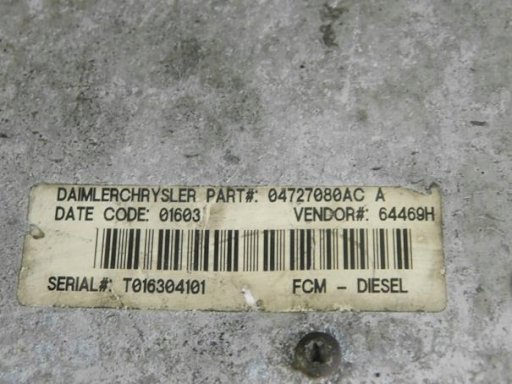 DAIMLERCHRYSLER PART#: 04727080AC A
DATE CODE: 01603 VENDOR#: 64469H
SERIAL#: T016304101 FCM - DIESEL